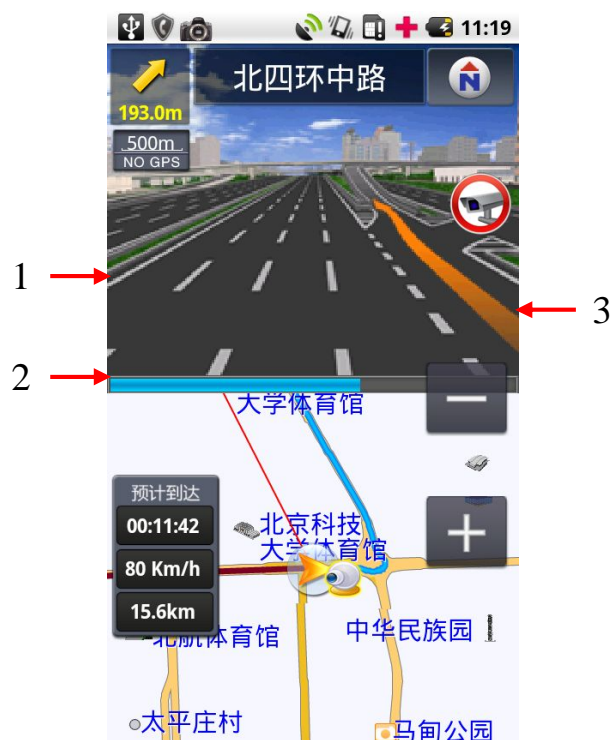 11:19
193.0m
北四环中路
N
500m
NO GPS
1
3
2
大学体育馆
预计到达
00:11:42
80 Km/h
15.6km
北京科技
大学体育馆
北航体育馆
中华民族园
太平庄村
马甸公园